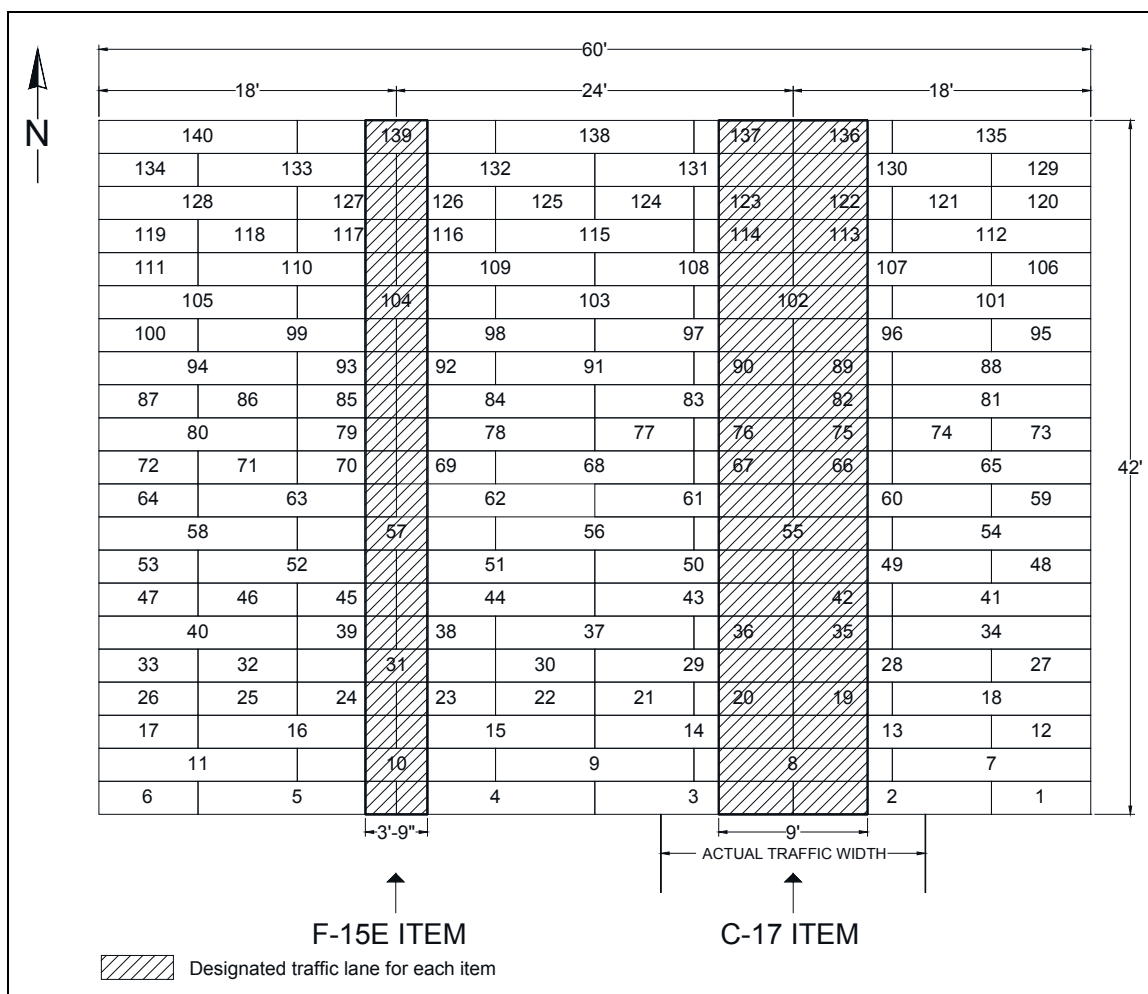 60'
18' 24' 18'
N
140 139 138 137 136 135
134 133 132 131 130 129
128 127 126 125 124 123 122 121 120
119 118 117 116 115 114 113 112
111 110 109 108 107 106
105 104 103 102 101
100 99 98 97 96 95
94 93 92 91 90 89 88
87 86 85 84 83 82 81
80 79 78 77 76 75 74 73
72 71 70 69 68 67 66 65
42'
64 63 62 61 60 59
58 57 56 55 54
53 52 51 50 49 48
47 46 45 44 43 42 41
40 39 38 37 36 35 34
33 32 31 30 29 28 27
26 25 24 23 22 21 20 19 18
17 16 15 14 13 12
11 10 9 8 7
6 5 4 3 2 1
3'-9" 9'
ACTUAL TRAFFIC WIDTH
F-15E ITEM C-17 ITEM
Designated traffic lane for each item